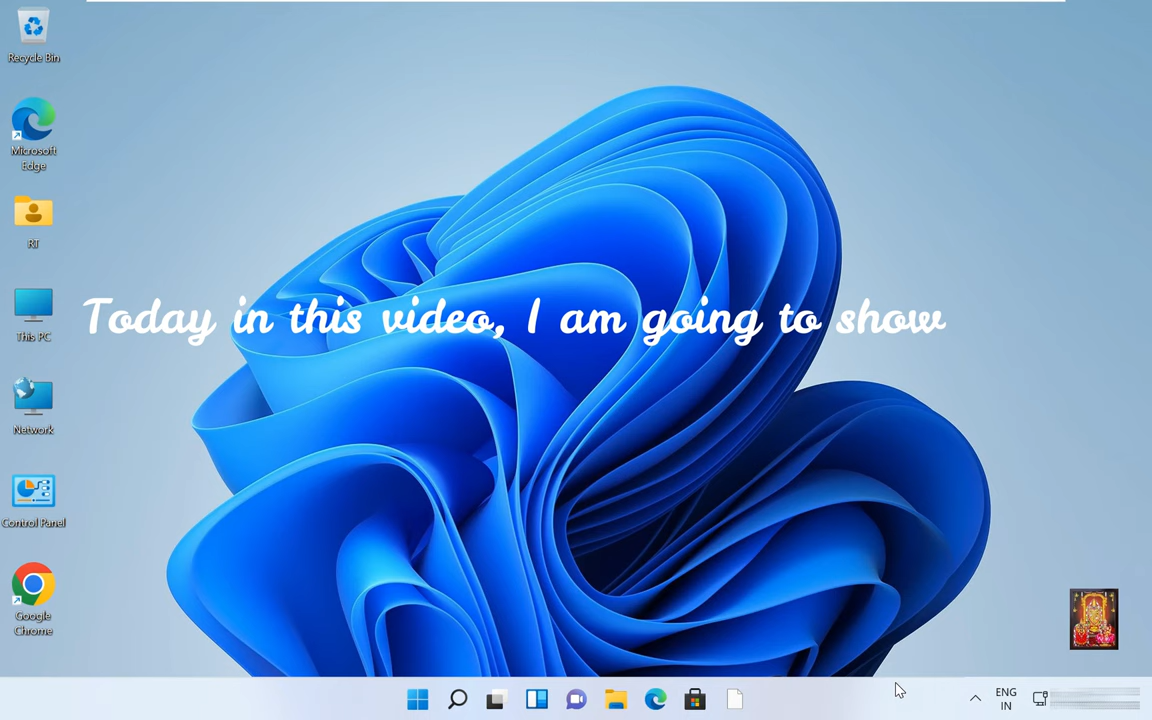 Recycle Bin
Microsoft
Edge
RT
This PC
Network
Control Panel
Google
Chrome
Today in this video, I am going to show
ENG
IN